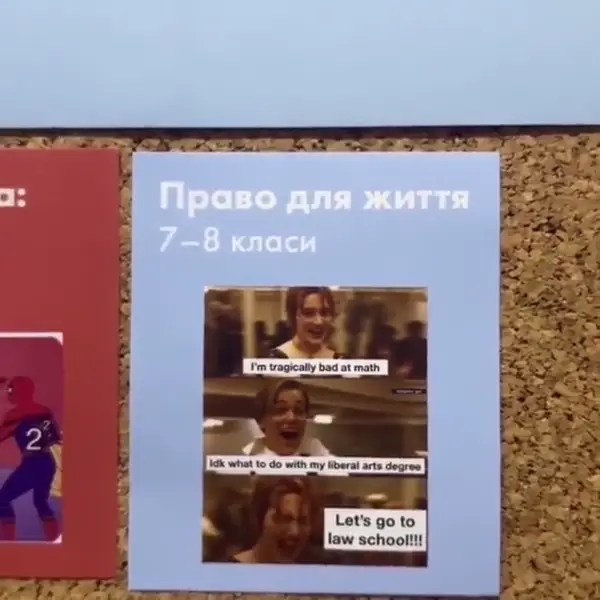 а:
Право для життя
7–8 класи
I'm tragically bad at math
Idk what to do with my liberal arts degree
Let's go to
law school!!!
2²